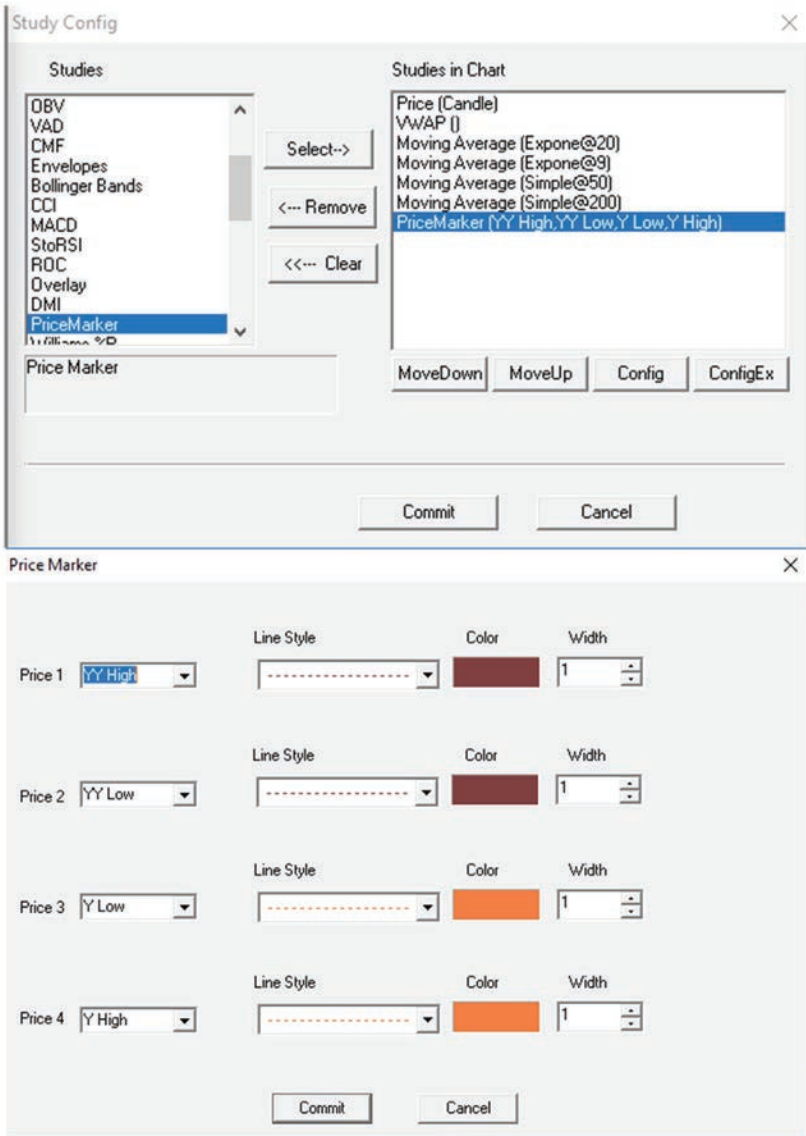 Study Config
Studies
Studies in Chart
OBV
VAD
CMF
Envelopes
Bollinger Bands
CCI
MACD
StoRSI
ROC
Overlay
DMI
PriceMarker
Williams %R
Price Marker
Select-->
<--- Remove
<<--- Clear
Price (Candle)
VWAP ()
Moving Average (Expone@20)
Moving Average (Expone@9)
Moving Average (Simple@50)
Moving Average (Simple@200)
PriceMarker (YY High,YY Low,Y Low,Y High)
MoveDown MoveUp Config ConfigEx
Commit Cancel
Price Marker
Line Style Color Width
Price 1 YY High 1
Line Style Color Width
Price 2 YY Low 1
Line Style Color Width
Price 3 Y Low 1
Line Style Color Width
Price 4 Y High 1
Commit Cancel